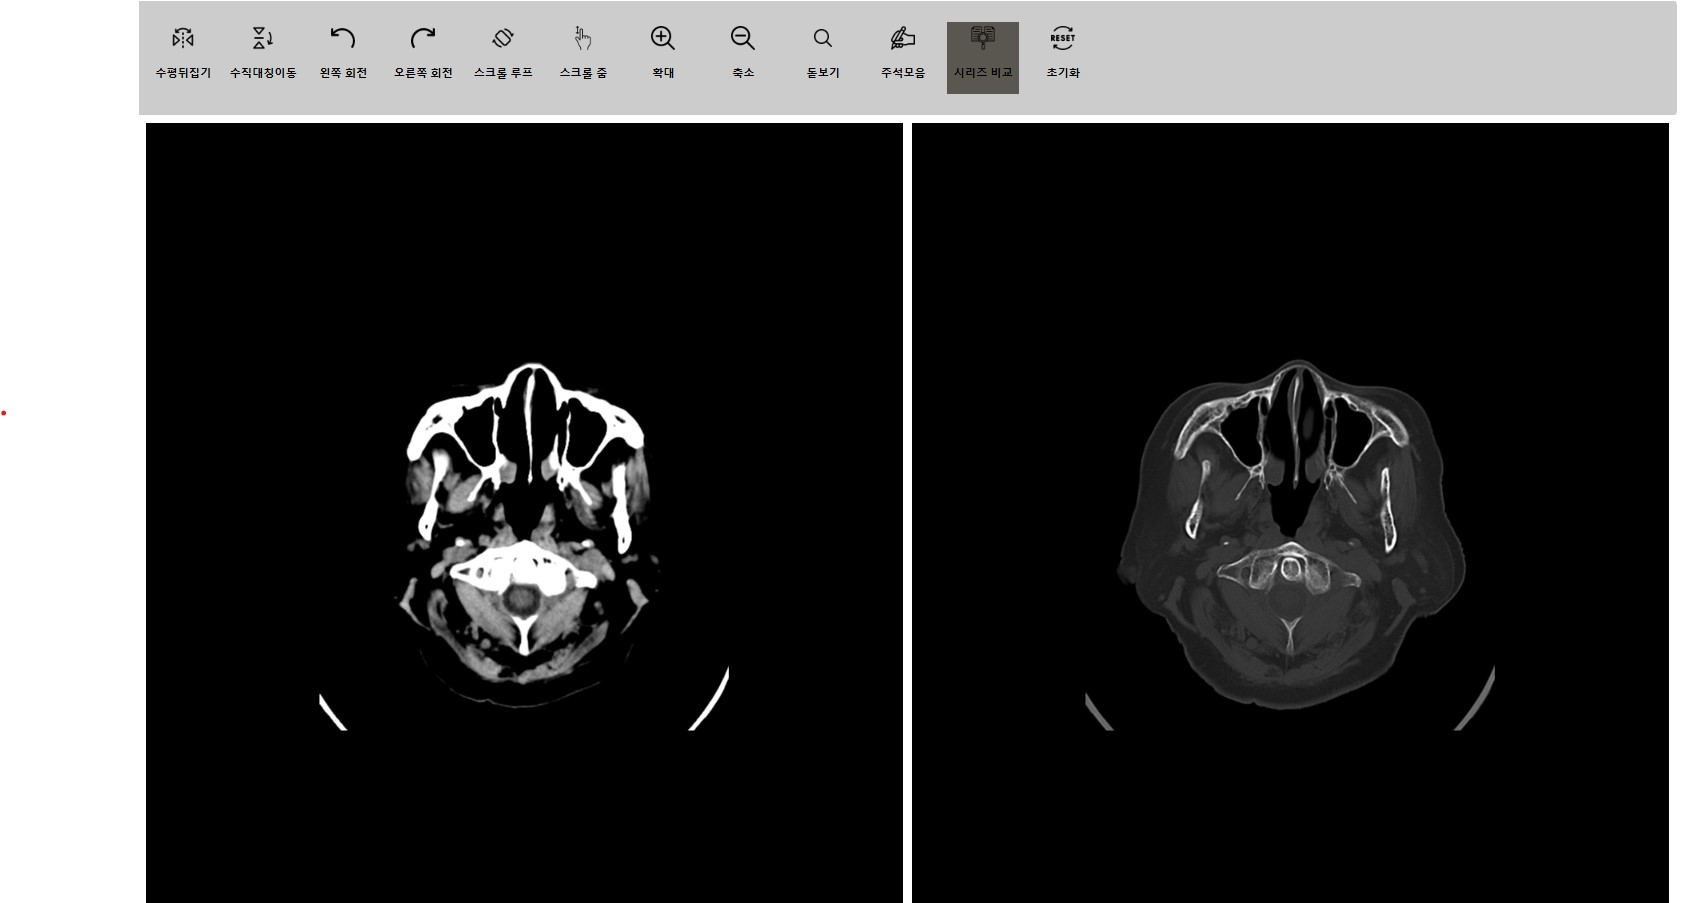 수평뒤집기
수직대칭이동
왼쪽 회전
오른쪽 회전
스크롤 루프
스크롤 줌
확대
축소
돋보기
주석모음
시리즈 비교
RESET
초기화